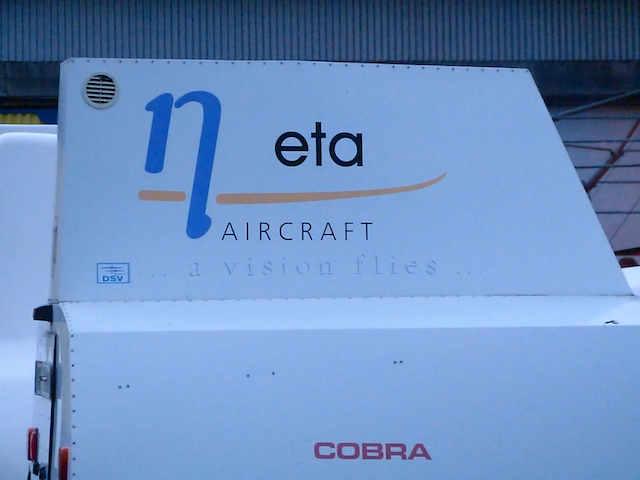 η eta
AIRCRAFT
... a vision flies ...
DSV
COBRA